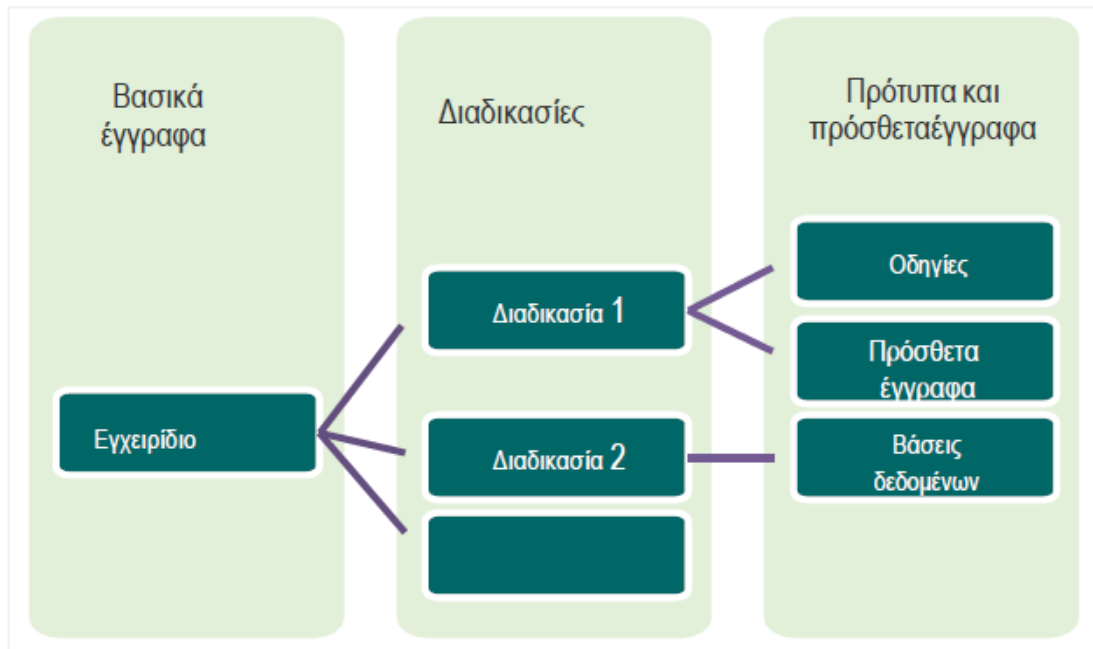 Βασικά
έγγραφα
Διαδικασίες
Πρότυπα και
πρόσθεταέγγραφα
Εγχειρίδιο
Διαδικασία 1
Διαδικασία 2
Οδηγίες
Πρόσθετα
έγγραφα
Βάσεις
δεδομένων